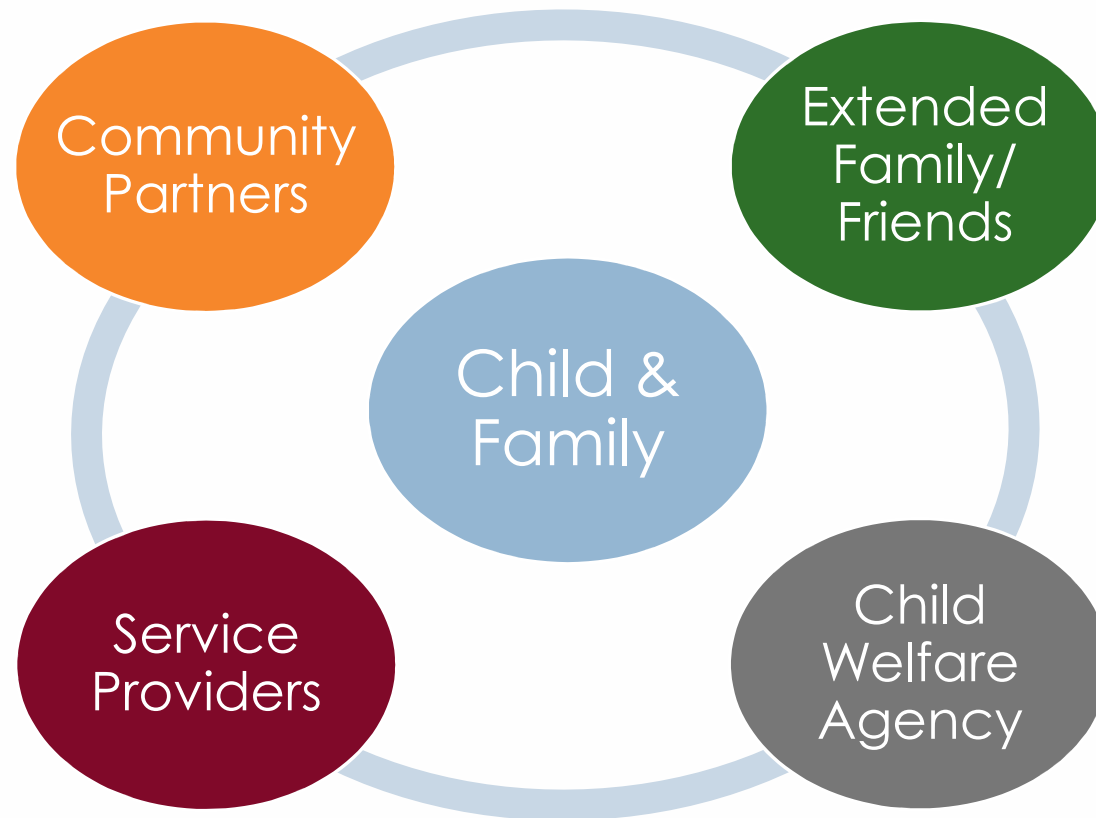 Community
Partners
Extended
Family/
Friends
Child &
Family
Service
Providers
Child
Welfare
Agency